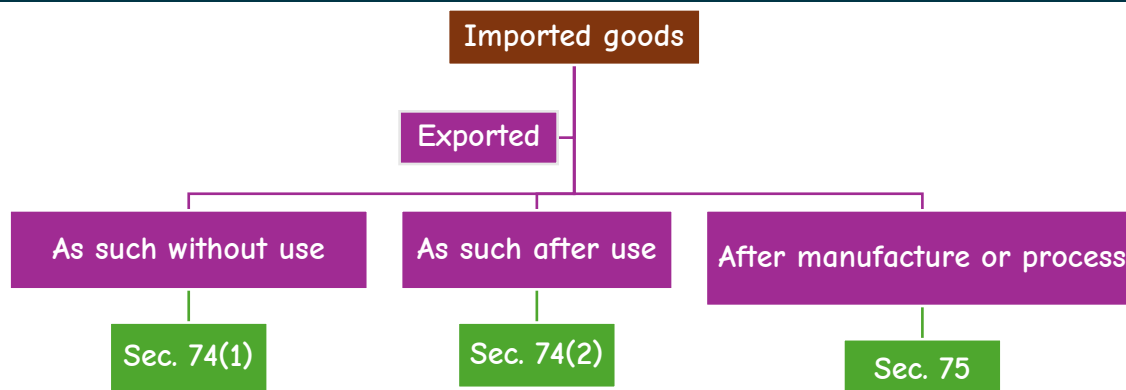 Imported goods
Exported
As such without use
As such after use
After manufacture or process
Sec. 74(1)
Sec. 74(2)
Sec. 75